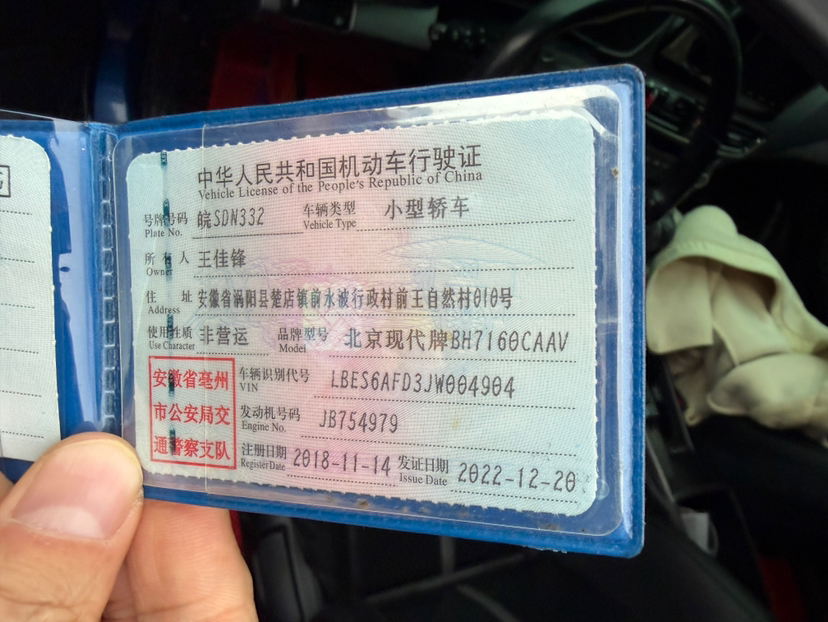 中华人民共和国机动车行驶证
Vehicle License of the People's Republic of China
号牌号码 皖SDN332 车辆类型 小型轿车
Plate No. Vehicle Type
所有人 王佳锋
Owner
住址 安徽省涡阳县楚店镇前水波行政村前王自然村010号
Address
使用性质 非营运 品牌型号 北京现代牌BH7160CAAV
Use Character Model
安徽省亳州
市公安局交
通警察支队
车辆识别代号 LBES6AFD3JW004904
VIN
发动机号码 JB754979
Engine No.
注册日期 2018-11-14 发证日期 2022-12-20
Register Date Issue Date